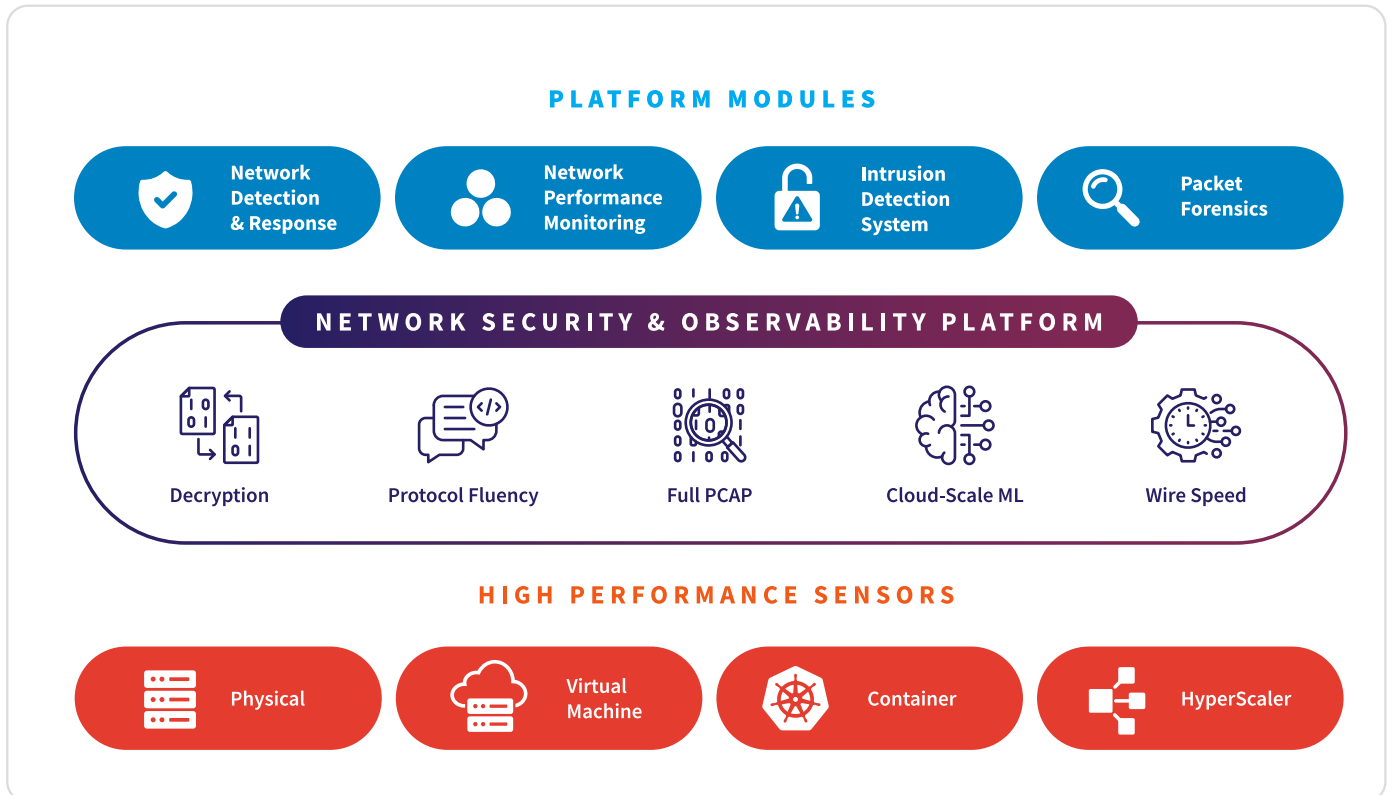 PLATFORM MODULES
Network
Detection
& Response
Network
Performance
Monitoring
Intrusion
Detection
System
Packet
Forensics
NETWORK SECURITY & OBSERVABILITY PLATFORM
Decryption
Protocol Fluency
Full PCAP
Cloud-Scale ML
Wire Speed
HIGH PERFORMANCE SENSORS
Physical
Virtual
Machine
Container
HyperScaler